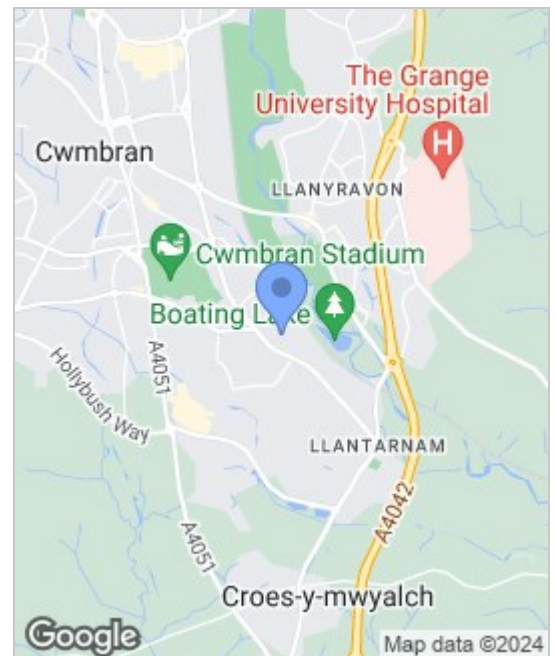 The Grange
University Hospital
H
Cwmbran
LLANYRAVON
Cwmbran Stadium
Boating Lake
A4051
Hollybush Way
LLANTARNAM
A4042
A4051
Croes-y-mwyalch
Google
Map data ©2024